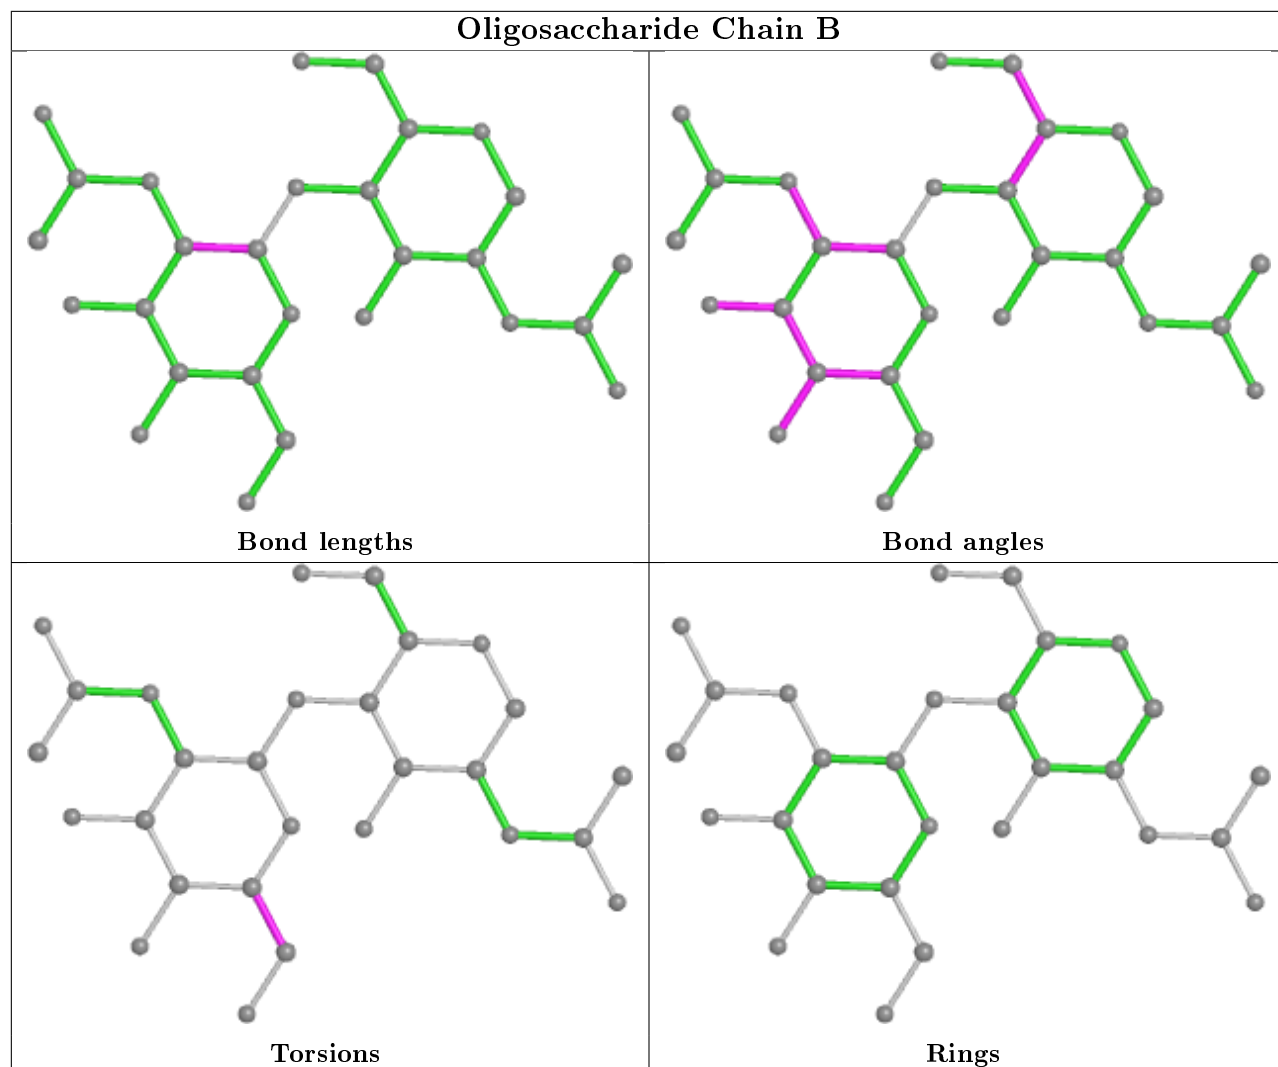 Oligosaccharide Chain B
Bond lengths
Bond angles
Torsions
Rings